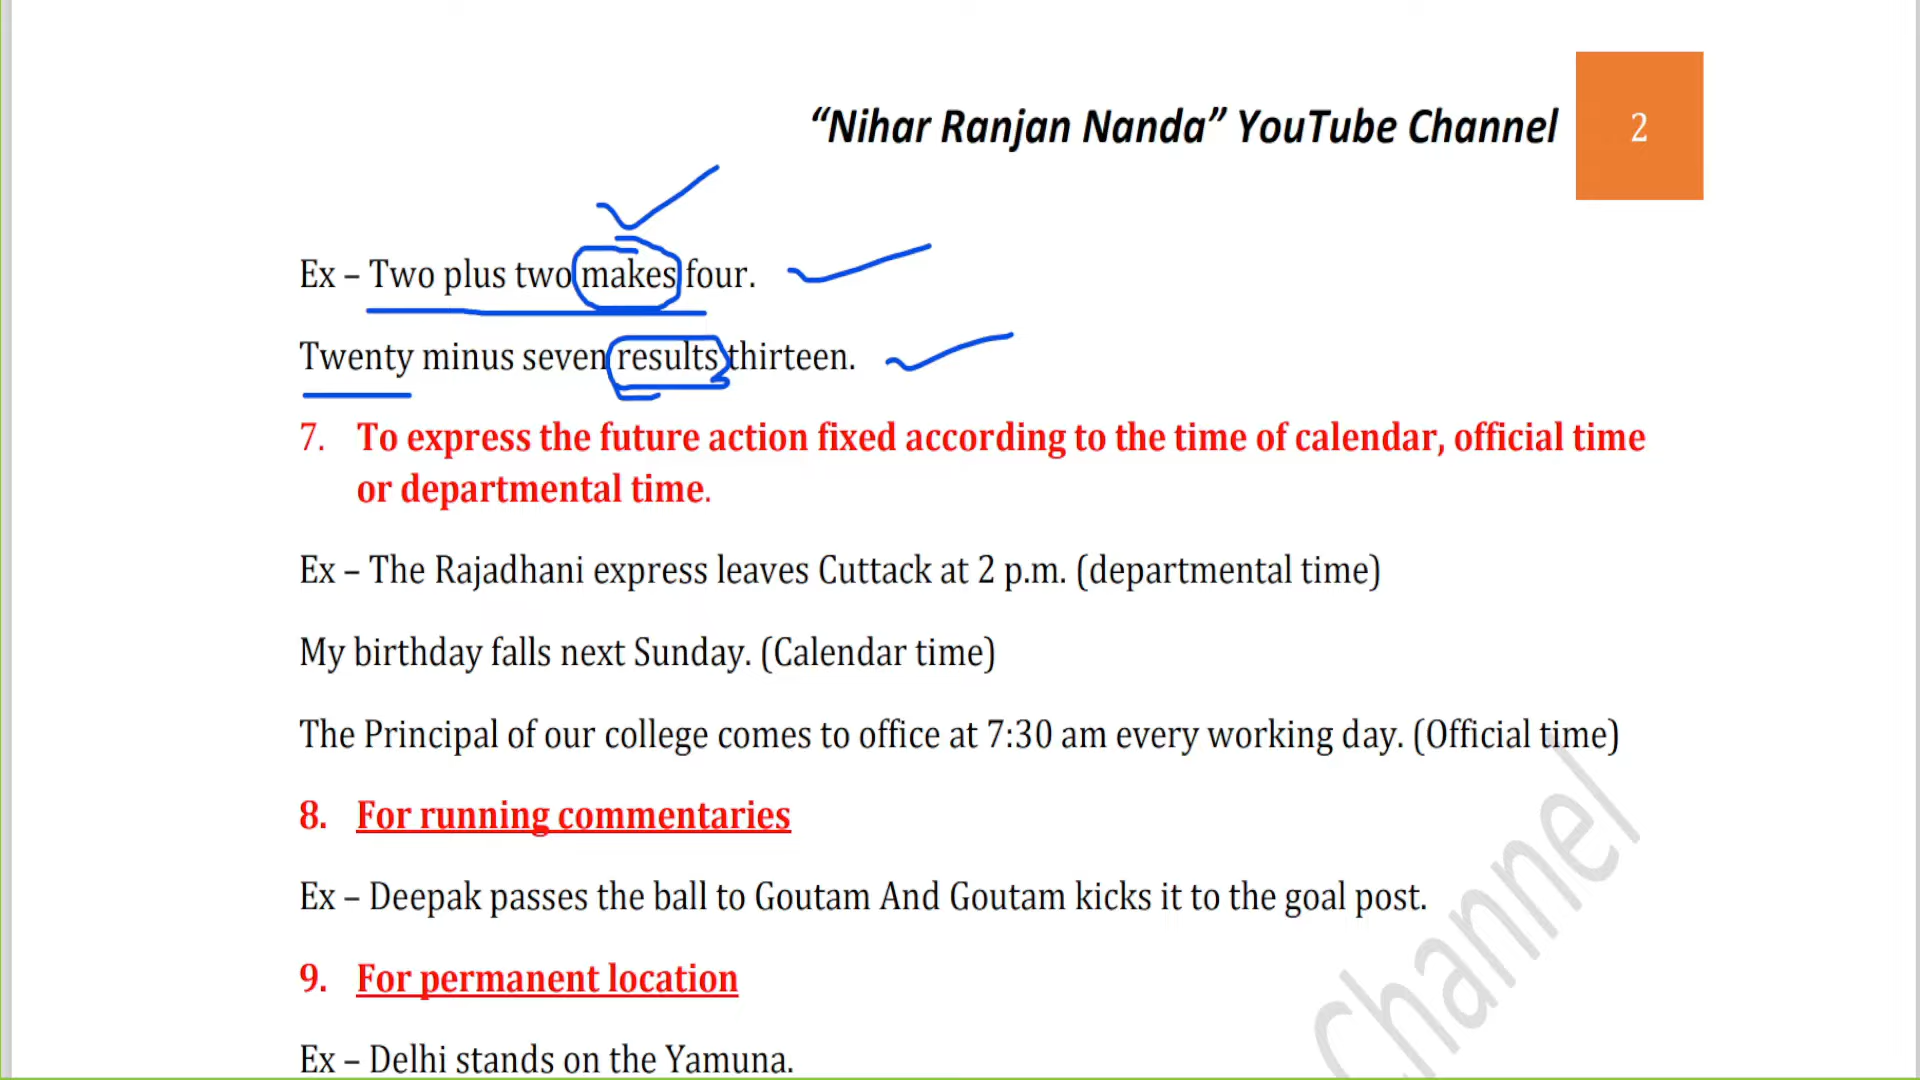 “Nihar Ranjan Nanda” YouTube Channel 2
Ex – Two plus two makes four.
Twenty minus seven results thirteen.
7. To express the future action fixed according to the time of calendar, official time
or departmental time.
Ex – The Rajadhani express leaves Cuttack at 2 p.m. (departmental time)
My birthday falls next Sunday. (Calendar time)
The Principal of our college comes to office at 7:30 am every working day. (Official time)
8. For running commentaries
Ex – Deepak passes the ball to Goutam And Goutam kicks it to the goal post.
9. For permanent location
Ex – Delhi stands on the Yamuna.
Channel